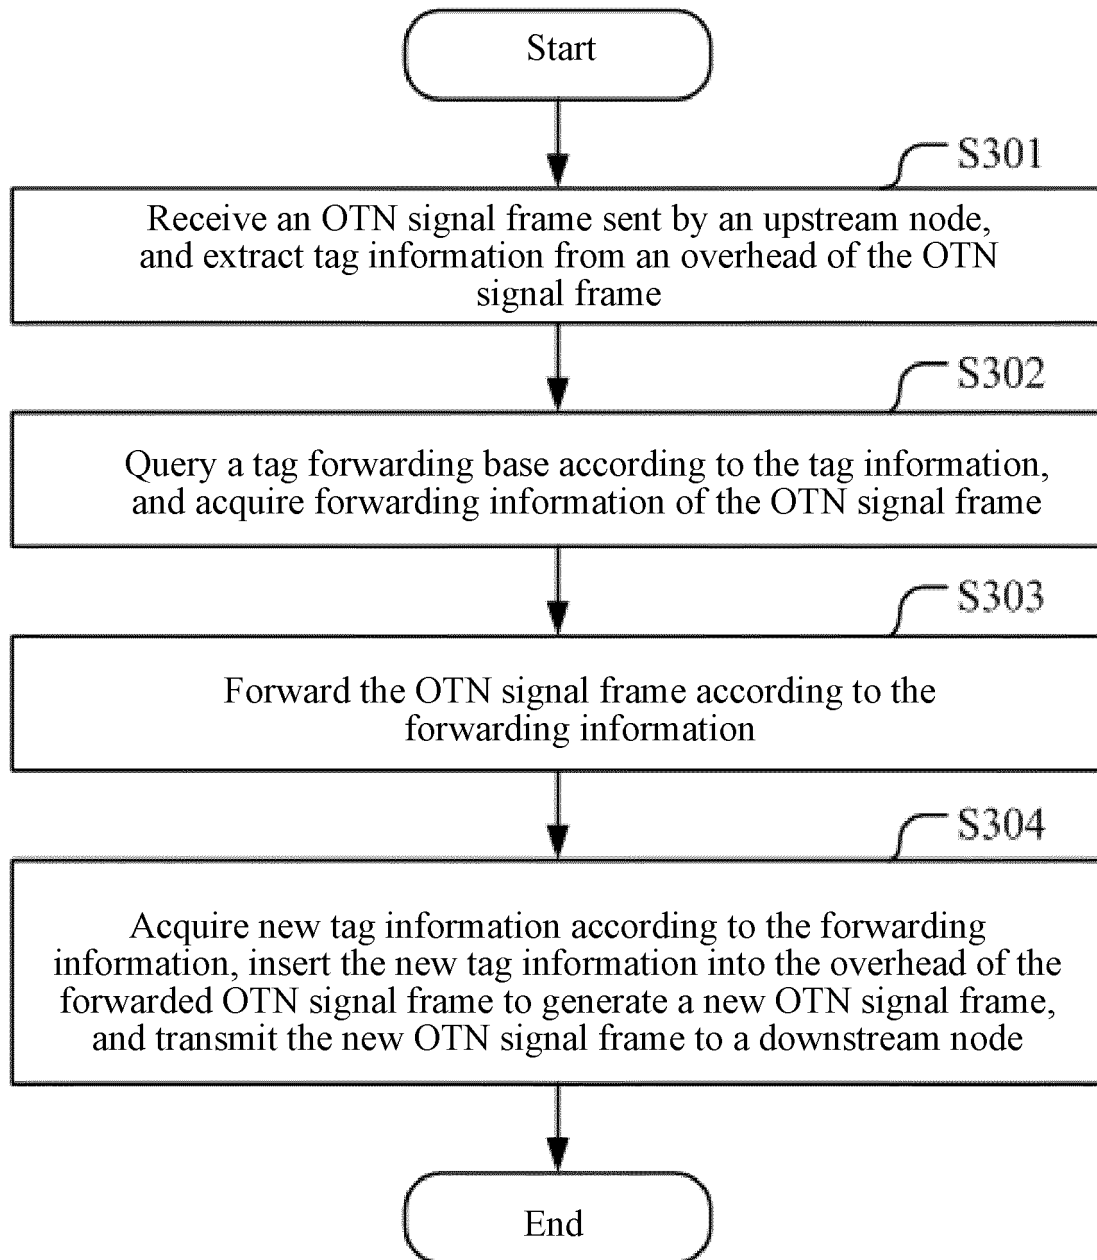 Start
S301
Receive an OTN signal frame sent by an upstream node,
and extract tag information from an overhead of the OTN
signal frame
S302
Query a tag forwarding base according to the tag information,
and acquire forwarding information of the OTN signal frame
S303
Forward the OTN signal frame according to the
forwarding information
S304
Acquire new tag information according to the forwarding
information, insert the new tag information into the overhead of the
forwarded OTN signal frame to generate a new OTN signal frame,
and transmit the new OTN signal frame to a downstream node
End